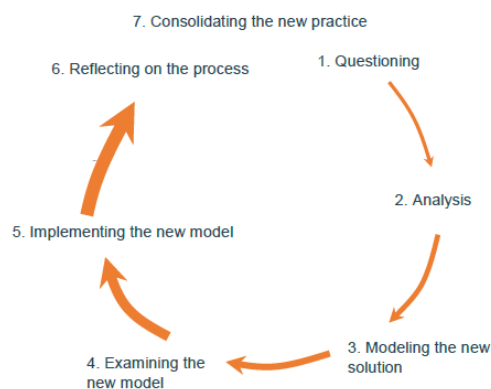 7. Consolidating the new practice
6. Reflecting on the process
1. Questioning
2. Analysis
5. Implementing the new model
3. Modeling the new
solution
4. Examining the
new model